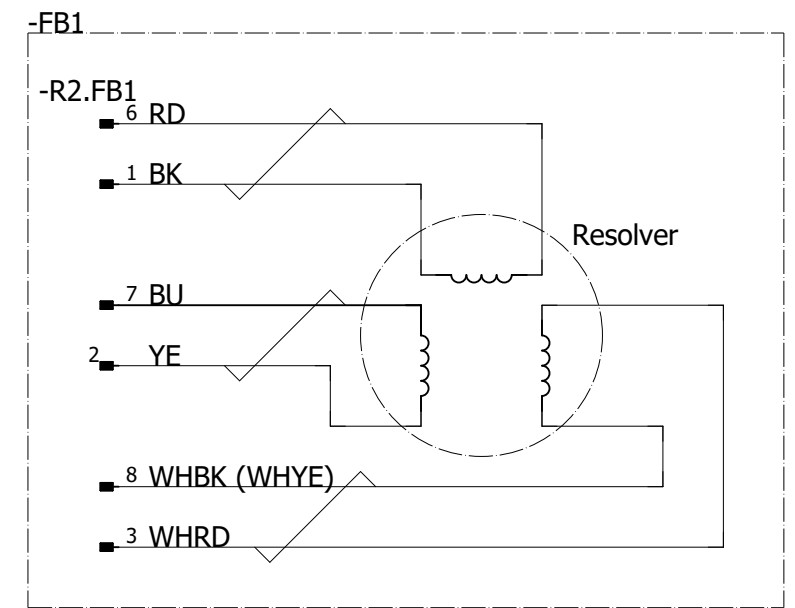 -FB1
-R2.FB1
6 RD
1 BK
Resolver
7 BU
2 YE
8 WHBK (WHYE)
3 WHRD